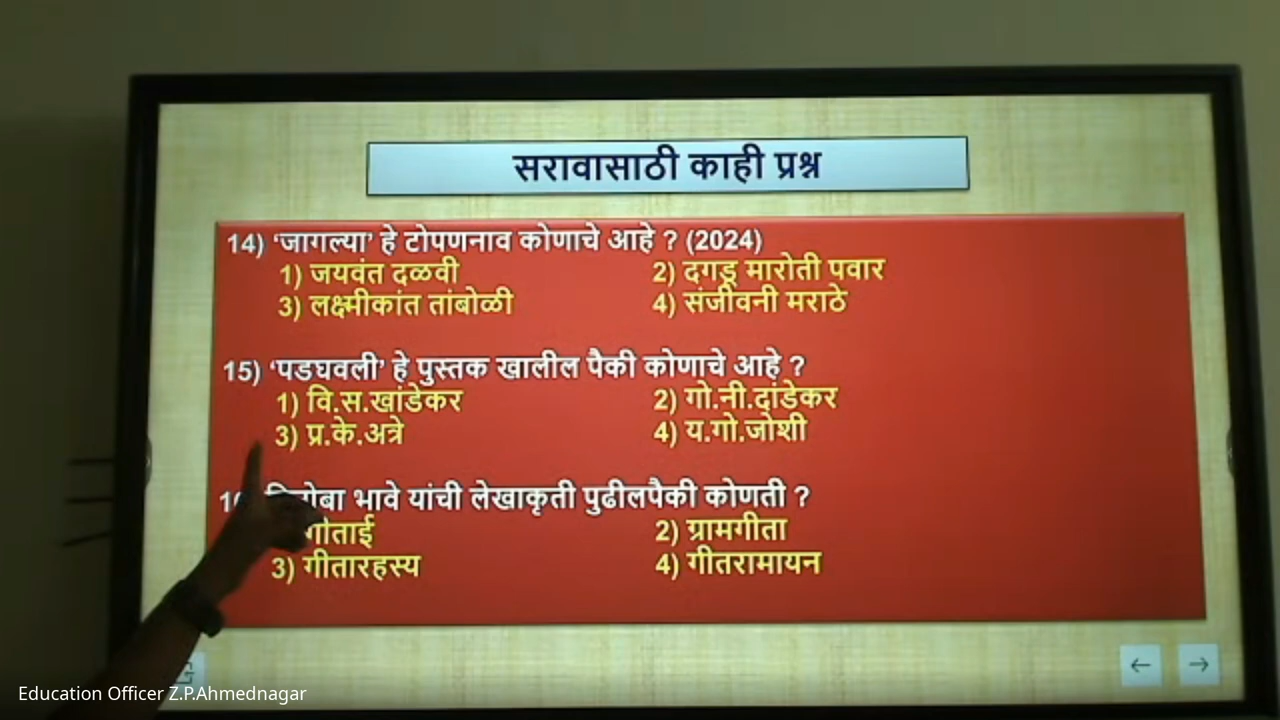 सरावासाठी काही प्रश्न
14) ‘जागल्या’ हे टोपणनाव कोणाचे आहे ? (2024)
1) जयवंत दळवी 2) दगडू मारोती पवार
3) लक्ष्मीकांत तांबोळी 4) संजीवनी मराठे
15) ‘पडघवली’ हे पुस्तक खालील पैकी कोणाचे आहे ?
1) वि.स.खांडेकर 2) गो.नी.दांडेकर
3) प्र.के.अत्रे 4) य.गो.जोशी
भावे यांची लेखाकृती पुढीलपैकी कोणती ?
गीताई 2) ग्रामगीता
3) गीतारहस्य 4) गीतरामायन
Education Officer Z.P.Ahmednagar